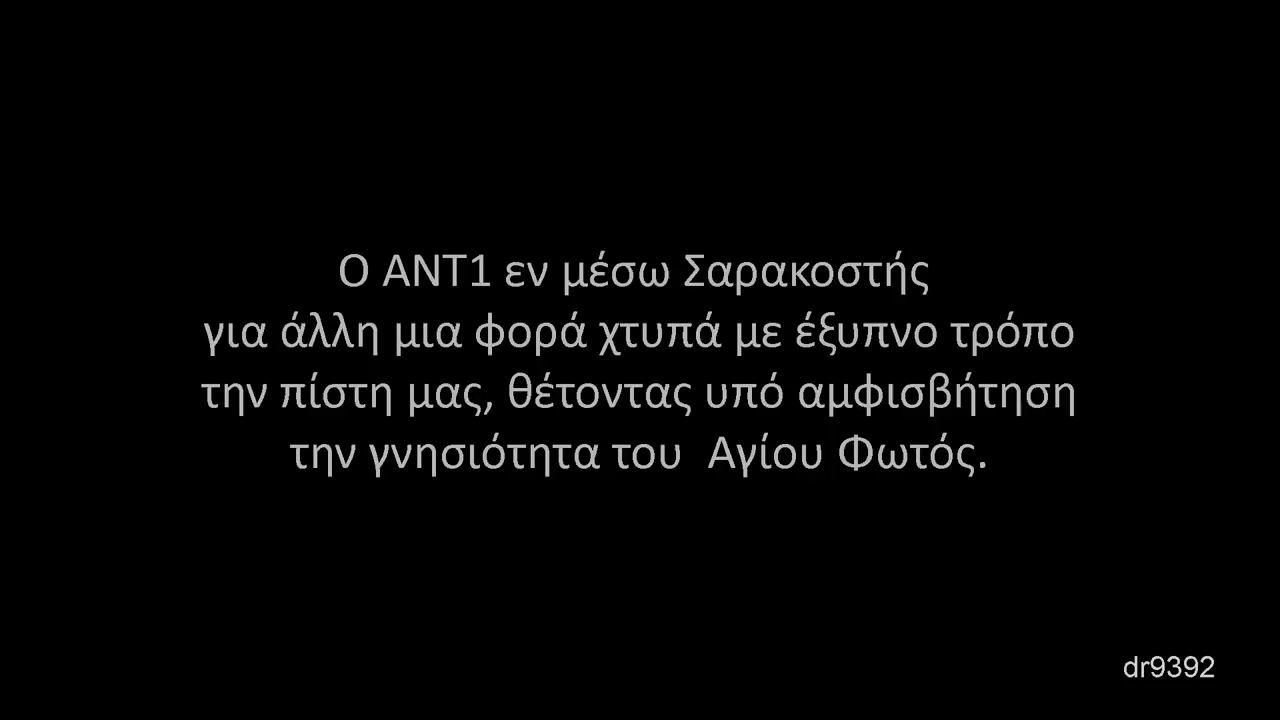 Ο ΑΝΤ1 εν μέσω Σαρακοστής
για άλλη μια φορά χτυπά με έξυπνο τρόπο
την πίστη μας, θέτοντας υπό αμφισβήτηση
την γνησιότητα του  Αγίου Φωτός.
dr9392